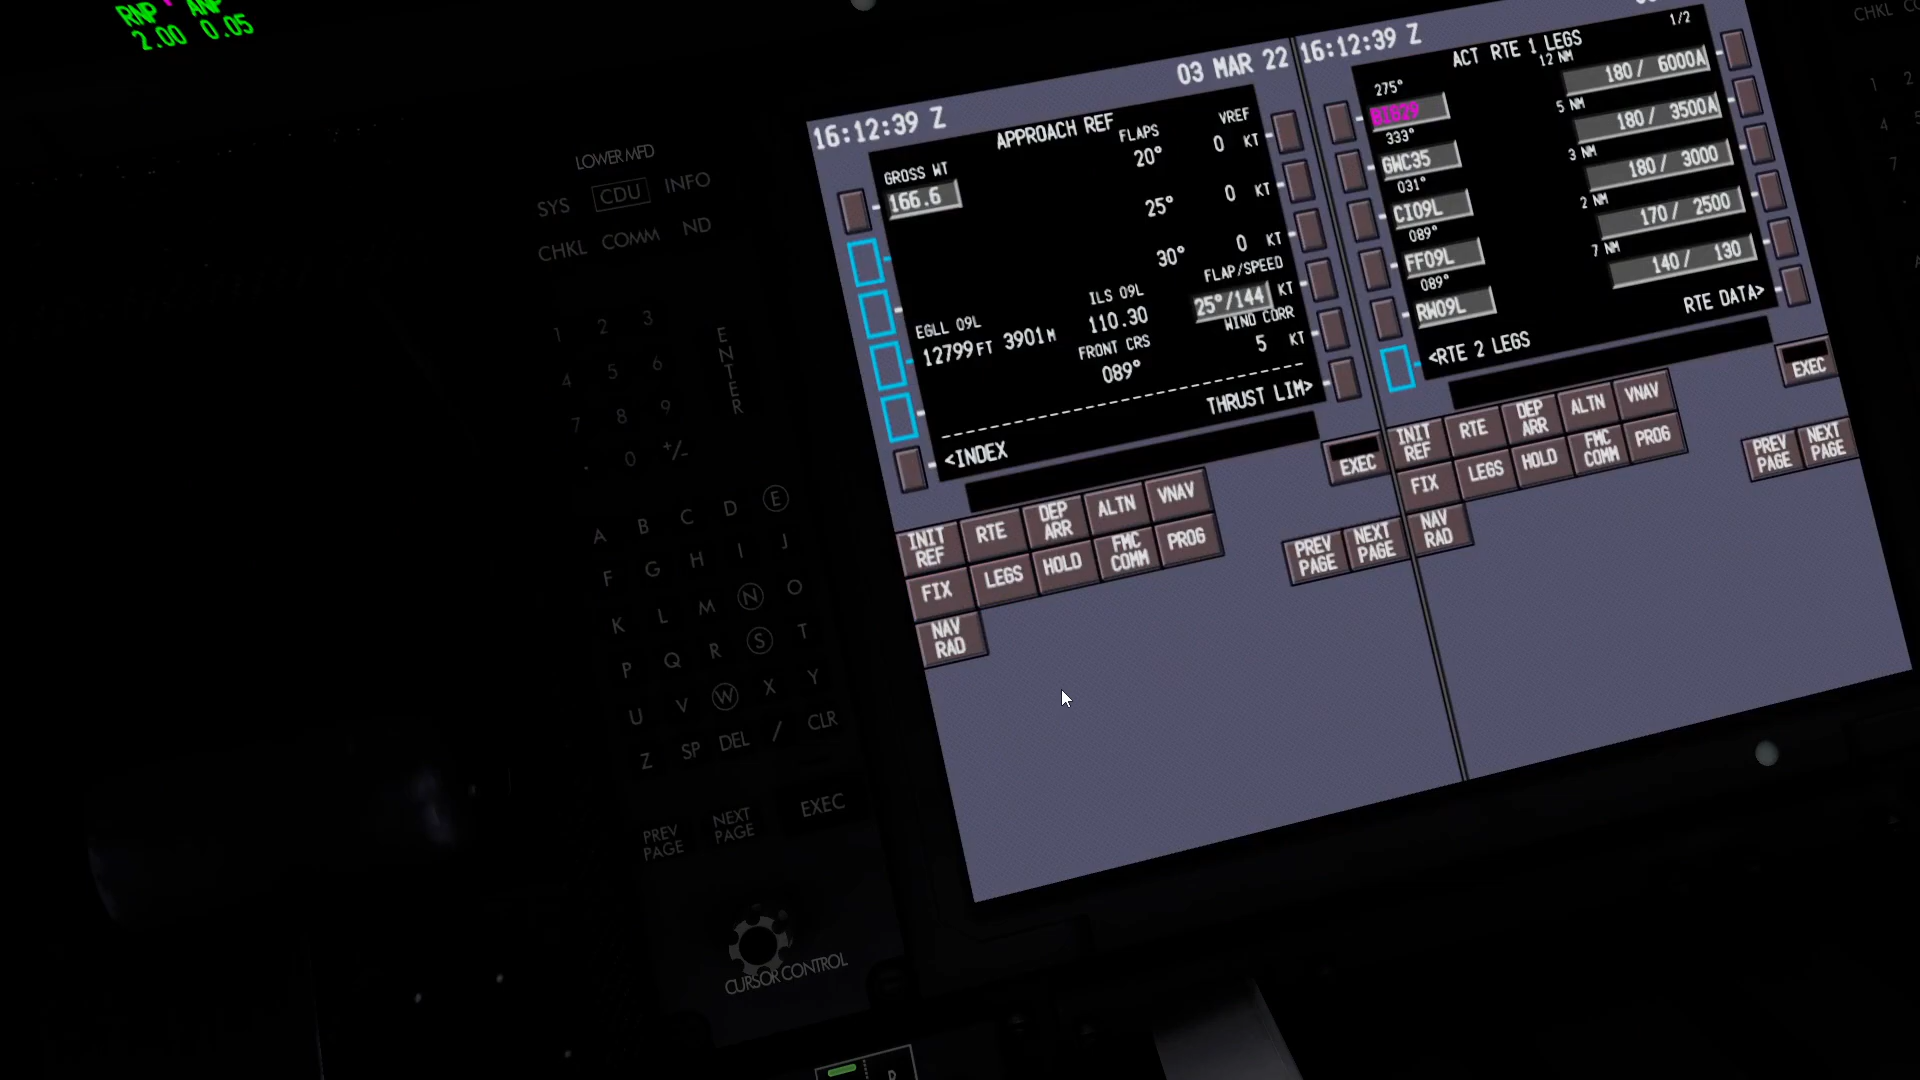 RNP ANP
2.00 0.05
LOWER MFD
SYS CDU INFO
CHKL COMM ND
1 2 3
4 5 6
7 8 9
. 0 +/-
ENTER
A B C D E
F G H I J
K L M N O
P Q R S T
U V W X Y
Z SP DEL / CLR
PREV PAGE NEXT PAGE EXEC
CURSOR CONTROL
16:12:39 Z 03 MAR 22
APPROACH REF
GROSS WT FLAPS VREF
166.6 20° 0 KT
25° 0 KT
30° 0 KT
FLAP/SPEED
EGLL 09L ILS 09L 25°/144 KT
12799FT 3901M 110.30 WIND CORR
FRONT CRS 5 KT
089°
THRUST LIM>
<INDEX
EXEC
INIT REF RTE DEP ARR ALTN VNAV
FIX LEGS HOLD FMC COMM PROG
PREV PAGE NEXT PAGE
NAV RAD
16:12:39 Z
ACT RTE 1 LEGS 1/2
275° 12 NM
180/ 6000A
333° 5 NM
GWC35 180/ 3500A
031° 3 NM
CI09L 180/ 3000
089° 2 NM
FF09L 170/ 2500
089° 7 NM
RW09L 140/ 130
<RTE 2 LEGS RTE DATA>
EXEC
INIT REF RTE DEP ARR ALTN VNAV
FIX LEGS HOLD FMC COMM PROG
PREV PAGE NEXT PAGE
NAV RAD
CHKL